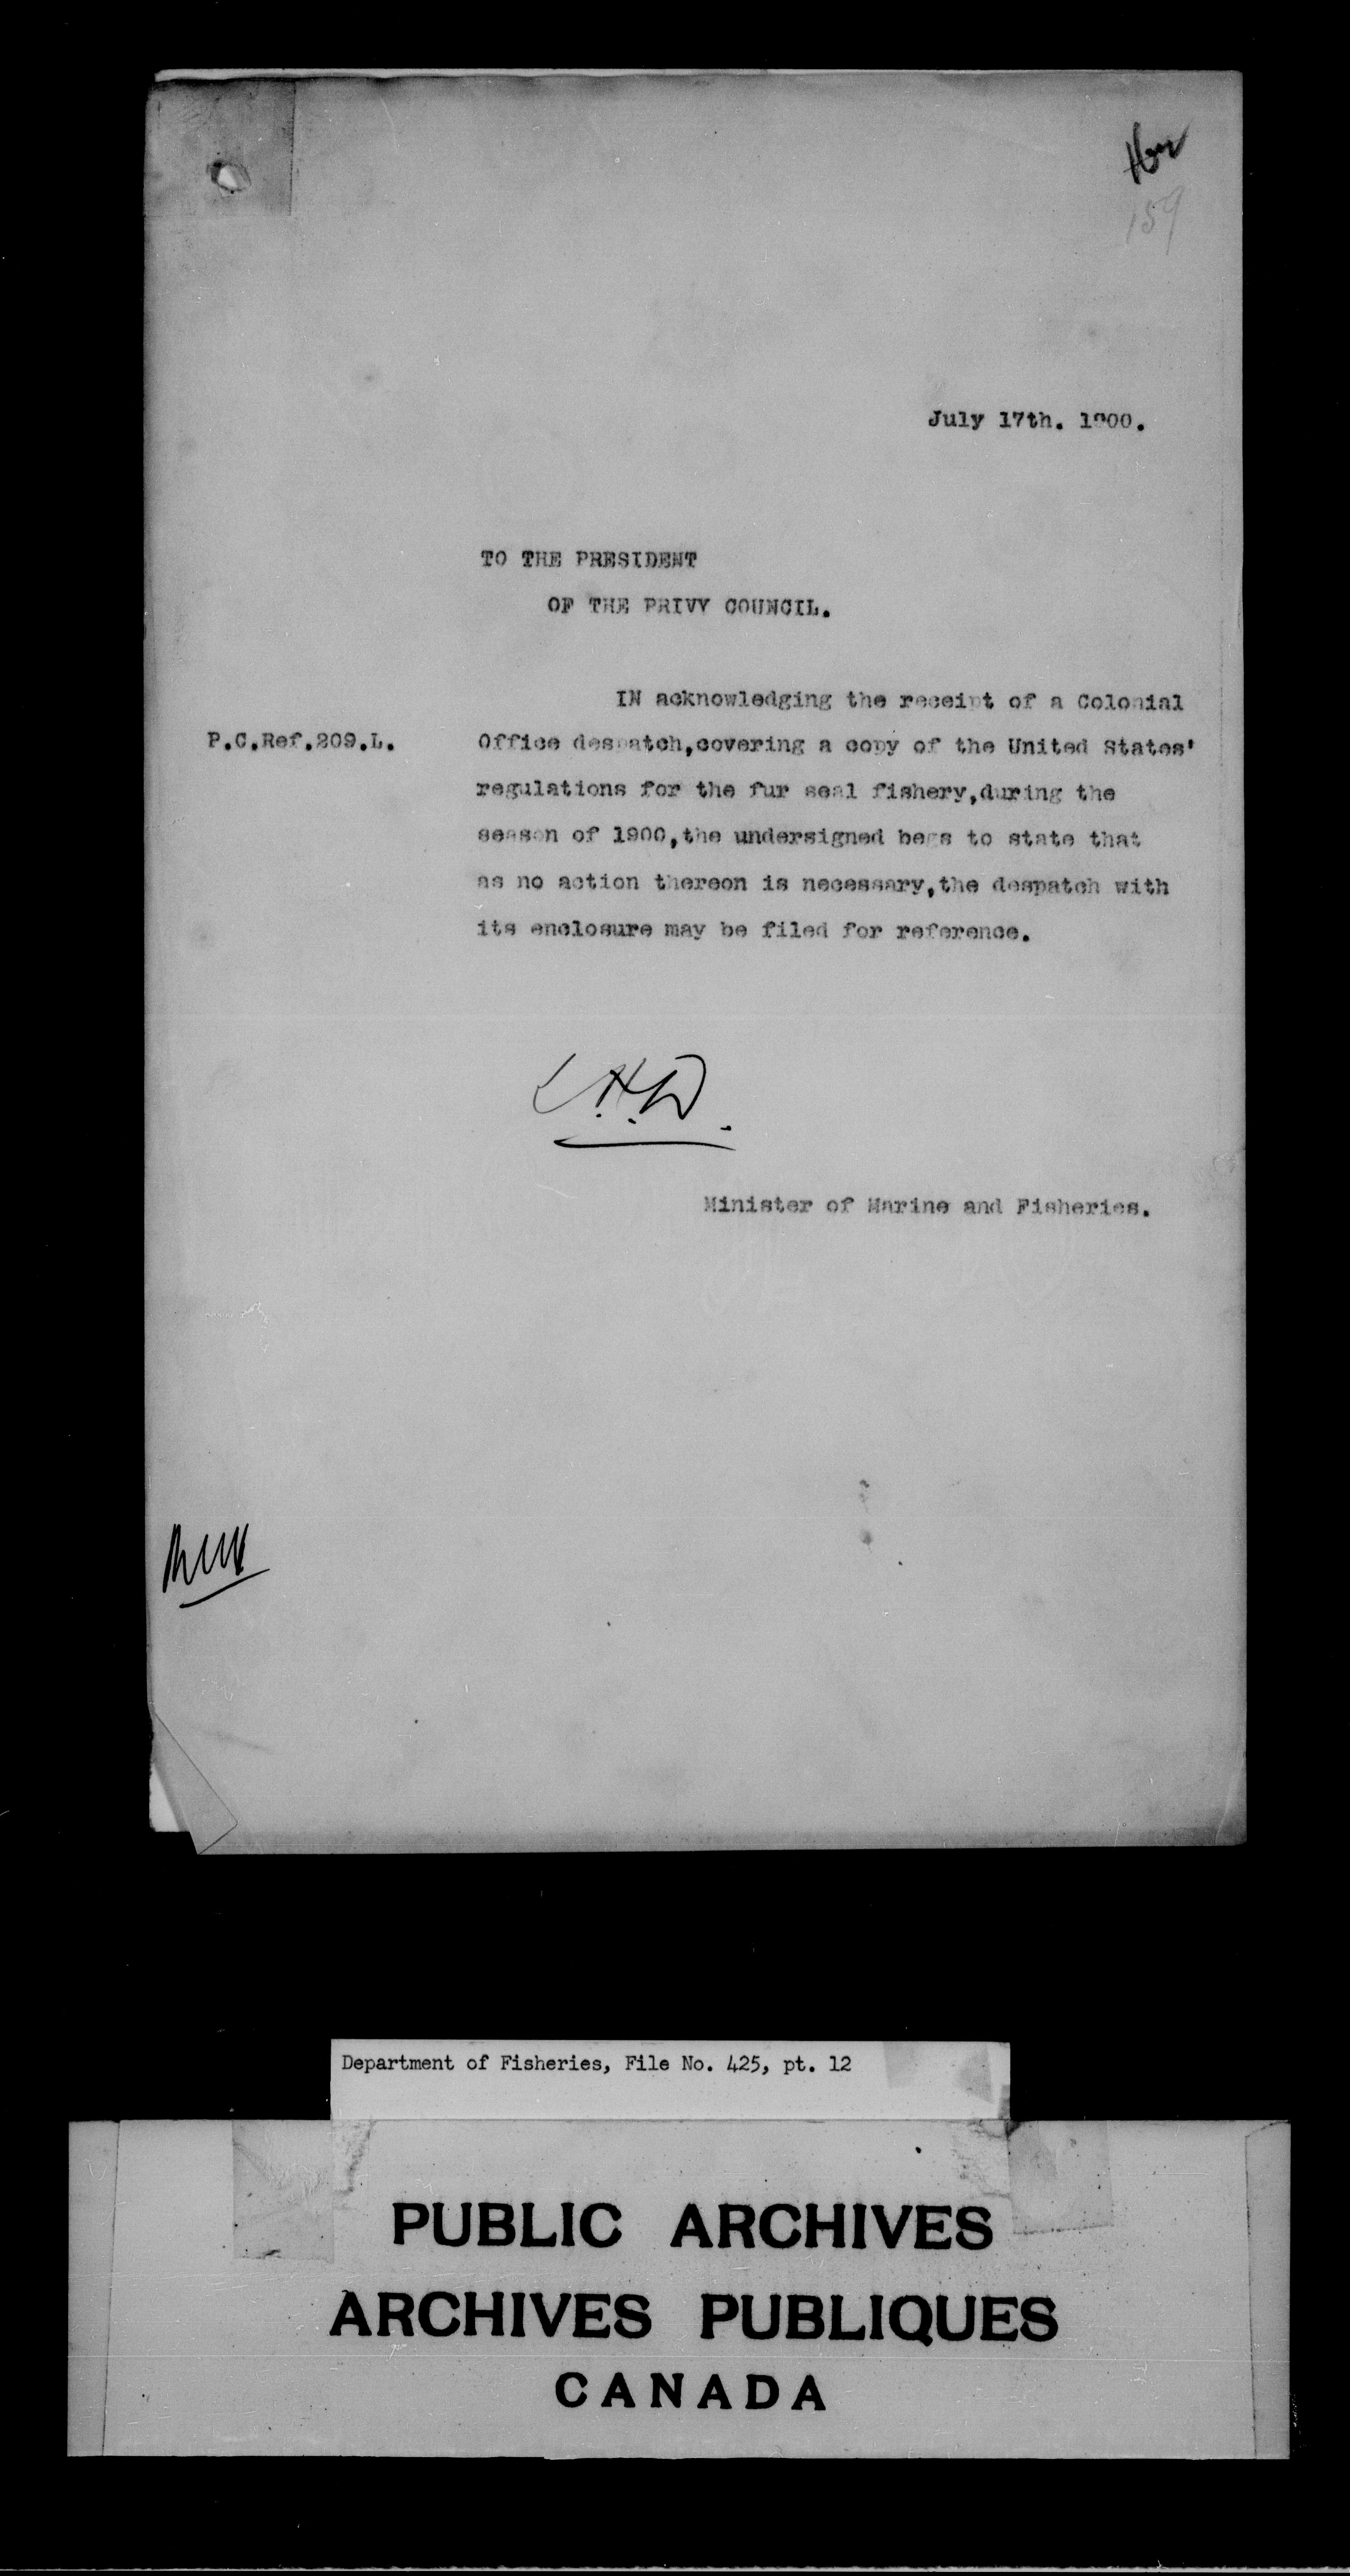 159
July 17th. 1900.
TO THE PRESIDENT
OF THE PRIVY COUNCIL.
IN acknowledging the receipt of a Colonial
P.C.Ref.209.L.
Office despatch,covering a copy of the United States'
regulations for the fur seal fishery,during the
season of 1900,the undersigned begs to state that
as no action thereon is necessary,the despatch with
its enclosure may be filed for reference.
L.H.D.
Minister of Marine and Fisheries.
Department of Fisheries, File No. 425, pt. 12
PUBLIC ARCHIVES
ARCHIVES PUBLIQUES
CANADA